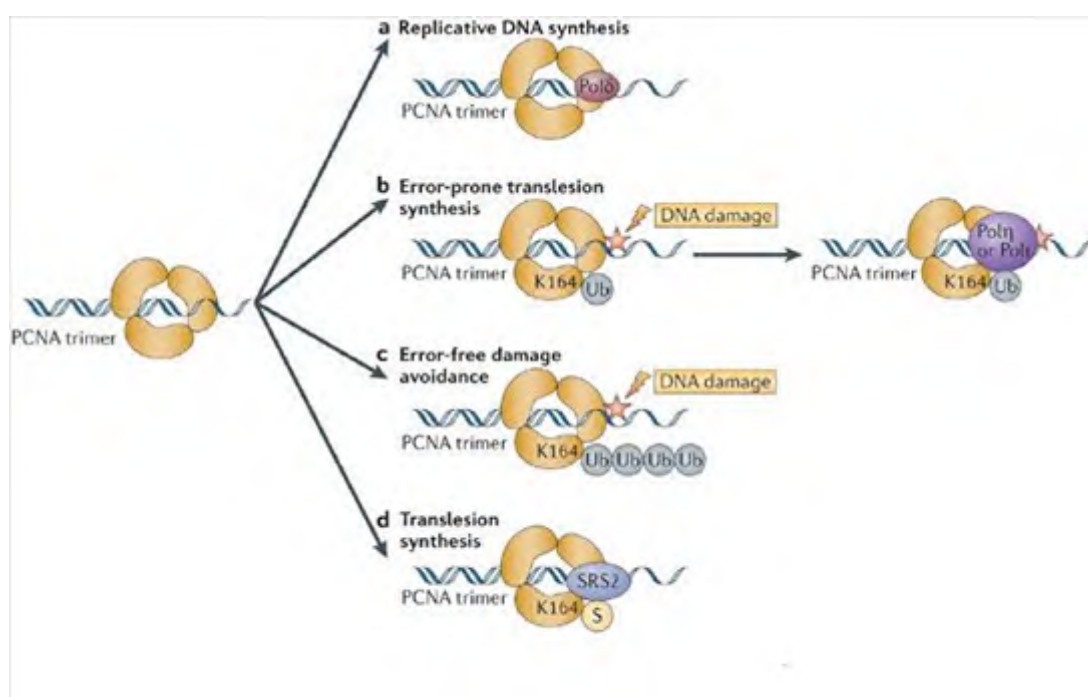 a Replicative DNA synthesis
Polδ
PCNA trimer
b Error-prone translesion
synthesis
DNA damage
PCNA trimer
K164
Ub
Polη
or Polι
PCNA trimer
K164
Ub
PCNA trimer
c Error-free damage
avoidance
DNA damage
PCNA trimer
K164
Ub Ub Ub Ub
d Translesion
synthesis
SRS2
PCNA trimer
K164
S